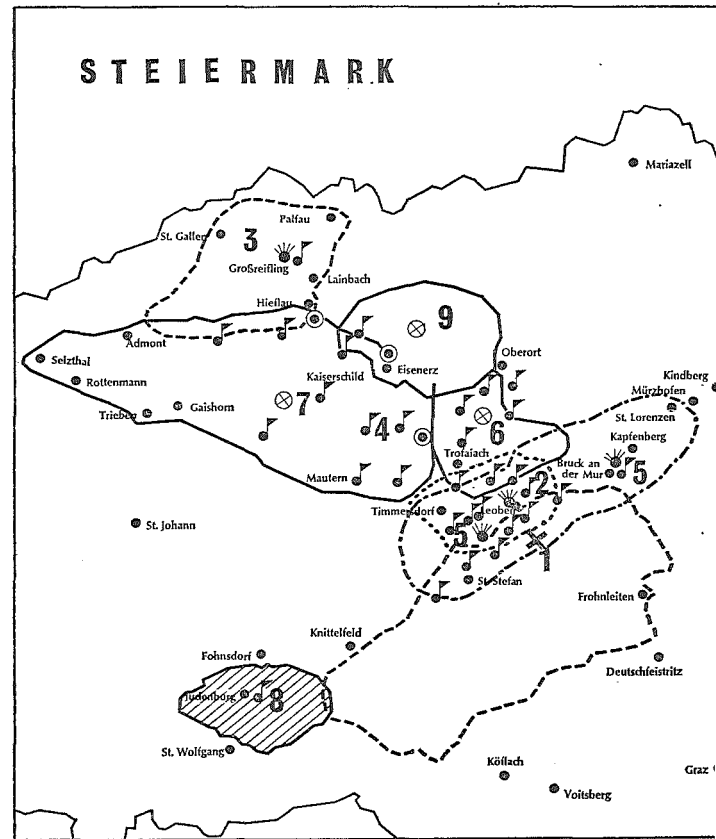 STEIERMARK
Mariazell
Palfau
St. Gallen
3
Großreifling
Lainbach
Hieflau
9
Admont
Oberort
Selzthal
Eisenerz
Kindberg
Rottenmann
Kaiserschild
Mürzhofen
Trieben
Gaishorn
7
St. Lorenzen
4
6
Kapfenberg
Trofaiach
Bruck an
der Mur
5
Mautern
2
Timmersdorf
Leoben
St. Johann
5
1
St. Stefan
Frohnleiten
Knittelfeld
Fohnsdorf
Deutschfeistritz
Judenburg
8
St. Wolfgang
Köflach
Graz
Voitsberg